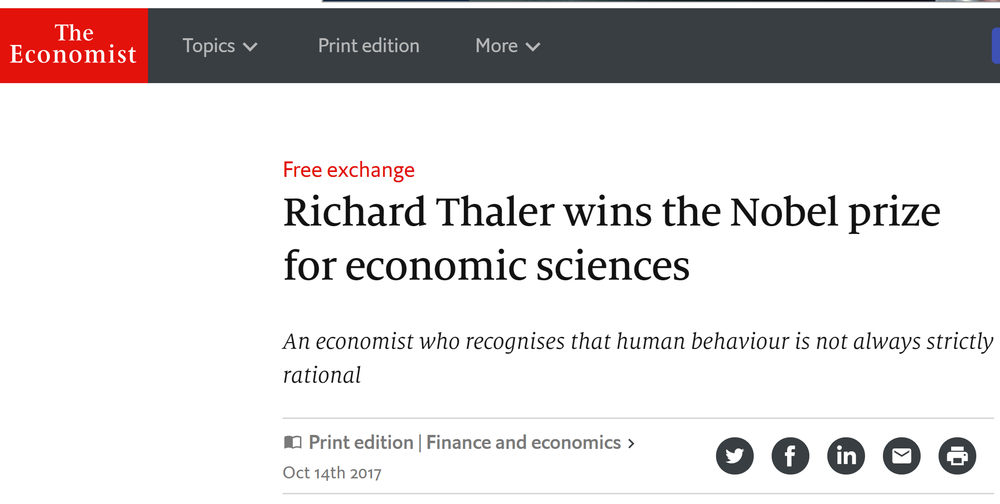 The
Economist
Topics
Print edition
More
Free exchange
Richard Thaler wins the Nobel prize
for economic sciences
An economist who recognises that human behaviour is not always strictly
rational
Print edition | Finance and economics >
Oct 14th 2017